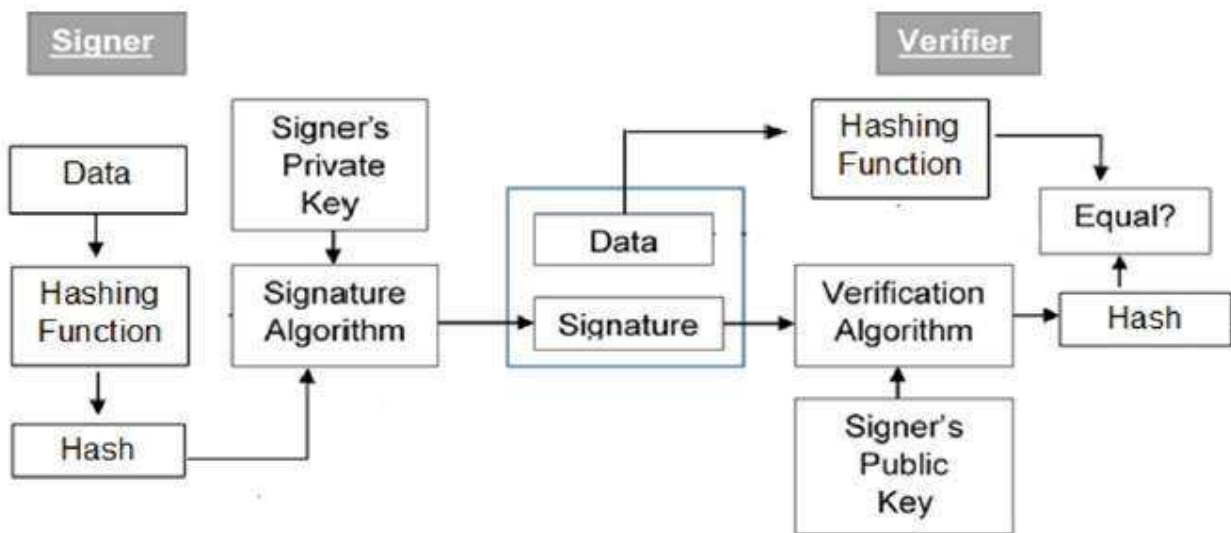 Signer
Verifier
Data
Hashing
Function
Hash
Signer's
Private
Key
Signature
Algorithm
Data
Signature
Hashing
Function
Equal?
Verification
Algorithm
Hash
Signer's
Public
Key